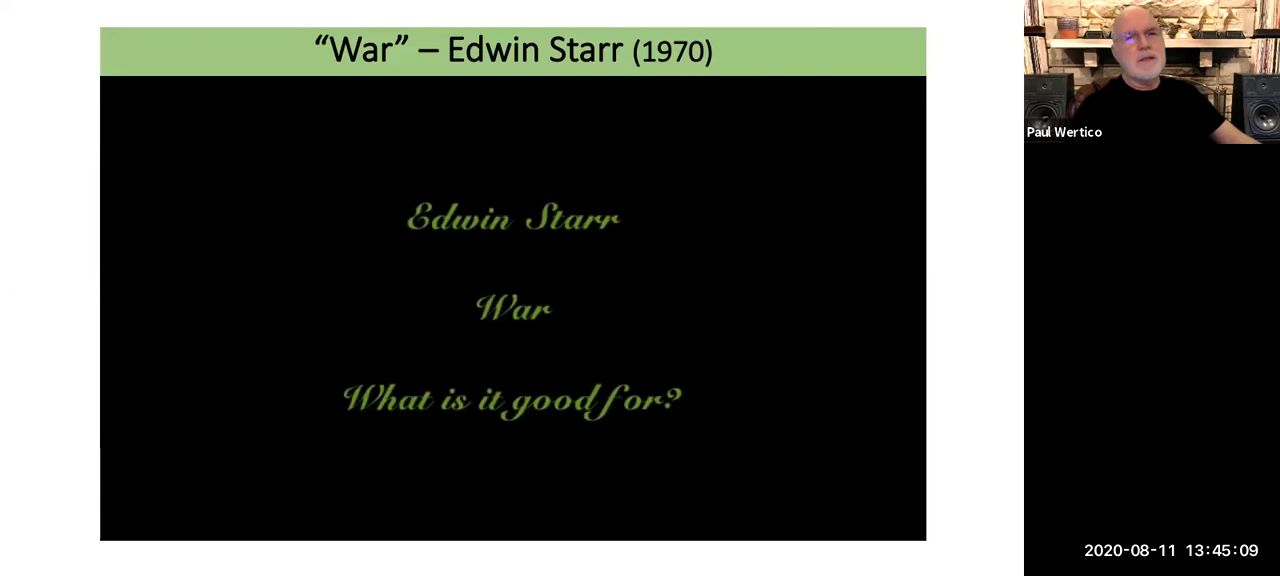 “War” – Edwin Starr (1970)
Edwin Starr
War
What is it good for?
Paul Wertico
2020-08-11 13:45:09